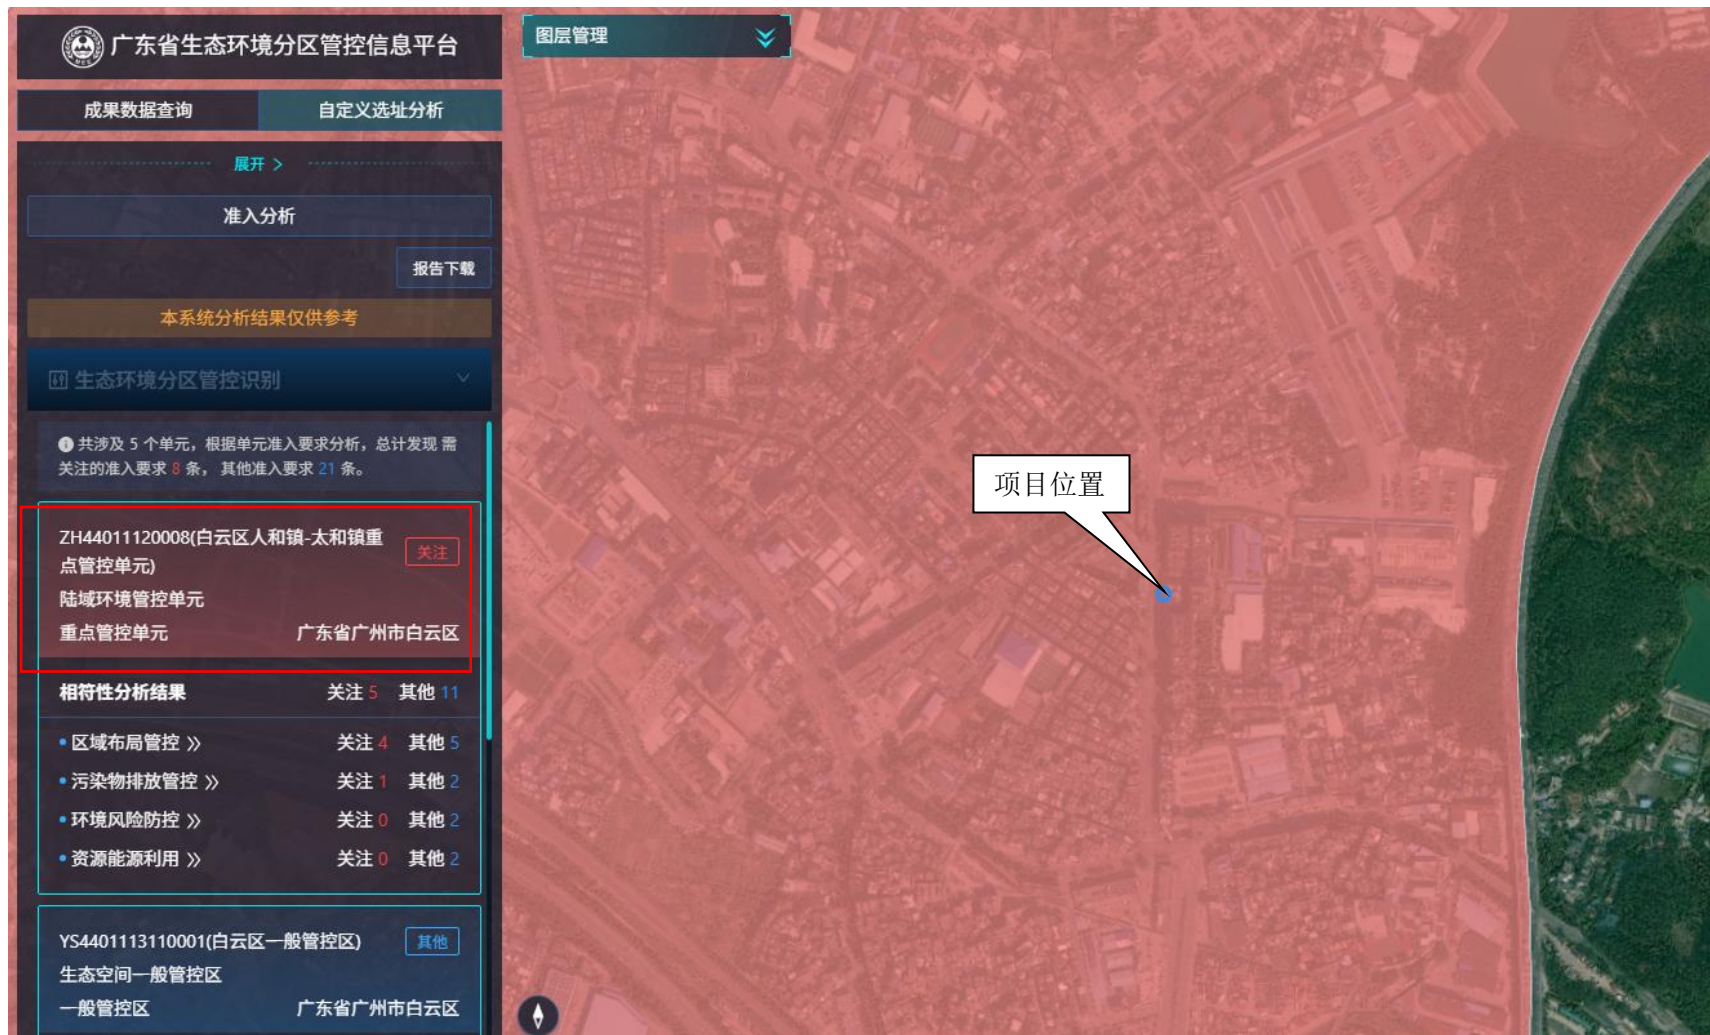 广东省生态环境分区管控信息平台
图层管理
成果数据查询 自定义选址分析
展开 >
准入分析
报告下载
本系统分析结果仅供参考
生态环境分区管控识别
共涉及 5 个单元，根据单元准入要求分析，总计发现 需
关注的准入要求 8 条， 其他准入要求 21 条。
ZH44011120008(白云区人和镇-太和镇重
点管控单元)
关注
陆域环境管控单元
重点管控单元 广东省广州市白云区
相符性分析结果 关注 5 其他 11
区域布局管控 》 关注 4 其他 5
污染物排放管控 》 关注 1 其他 2
环境风险防控 》 关注 0 其他 2
资源能源利用 》 关注 0 其他 2
YS4401113110001(白云区一般管控区) 其他
生态空间一般管控区
一般管控区 广东省广州市白云区
项目位置